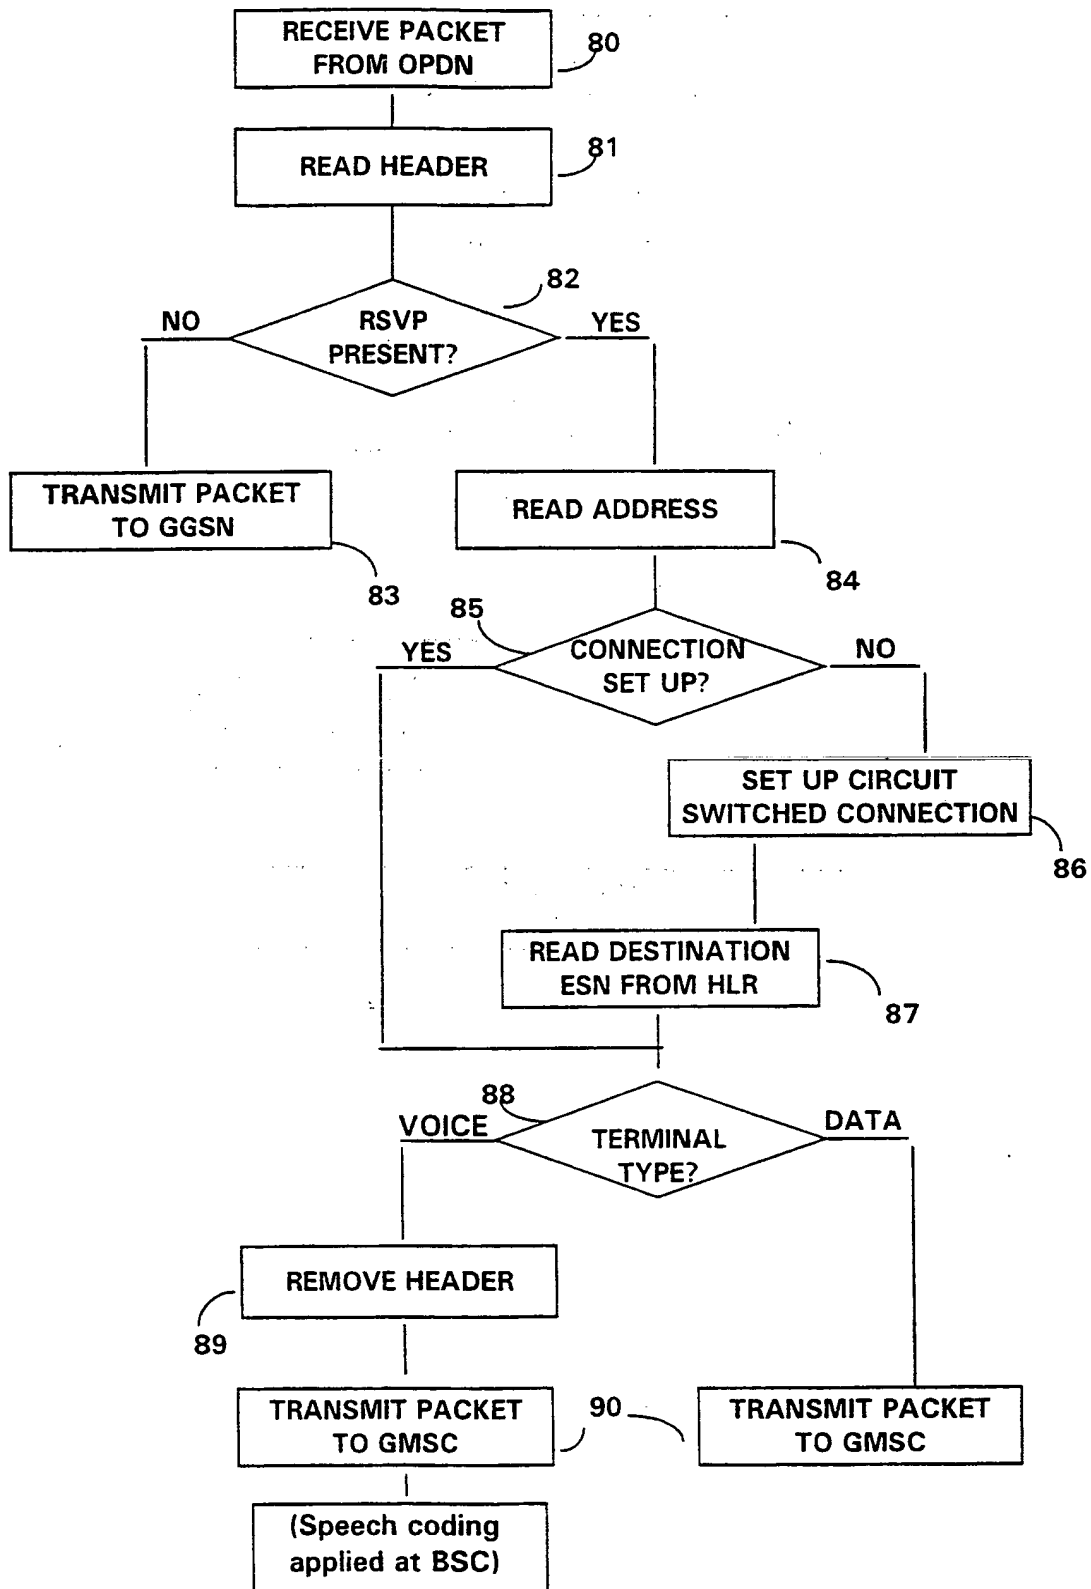 RECEIVE PACKET
FROM OPDN
80
READ HEADER
81
82
NO
RSVP
PRESENT?
YES
TRANSMIT PACKET
TO GGSN
83
READ ADDRESS
84
85
YES
CONNECTION
SET UP?
NO
SET UP CIRCUIT
SWITCHED CONNECTION
86
READ DESTINATION
ESN FROM HLR
87
88
VOICE
TERMINAL
TYPE?
DATA
REMOVE HEADER
89
TRANSMIT PACKET
TO GMSC
90
TRANSMIT PACKET
TO GMSC
(Speech coding
applied at BSC)